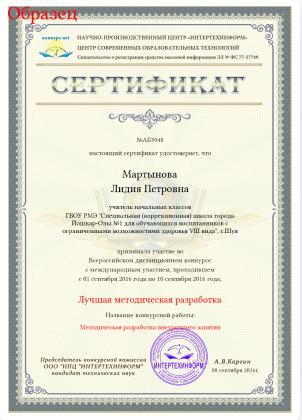 Образец
konkurs.net
НАУЧНО-ПРОИЗВОДСТВЕННЫЙ ЦЕНТР «ИНТЕРТЕХИНФОРМ»
ЦЕНТР СОВРЕМЕННЫХ ОБРАЗОВАТЕЛЬНЫХ ТЕХНОЛОГИЙ
Свидетельство о регистрации средства массовой информации ЭЛ № ФС 77-57749
СЕРТИФИКАТ
№АБ3948
настоящий сертификат удостоверяет, что
Мартынова
Лидия Петровна
учитель начальных классов
ГБОУ РМЭ "Специальная (коррекционная) школа города
Йошкар-Олы №1 для обучающихся воспитанников с
ограниченными возможностями здоровья VIII вида", г.Шув
принимала участие во
Всероссийском дистанционном конкурсе
с международным участием, проходившем
с 01 сентября 2016 года по 10 сентября 2016 года,
Лучшая методическая разработка
Название конкурсной работы:
Методическая разработка внеурочного занятия
Председатель конкурсной комиссии
ООО "НПЦ "ИНТЕРТЕХИНФОРМ"
кандидат технических наук
ИНТЕРТЕХИНФОРМ
А.В.Каргин
08 сентября 2016г.